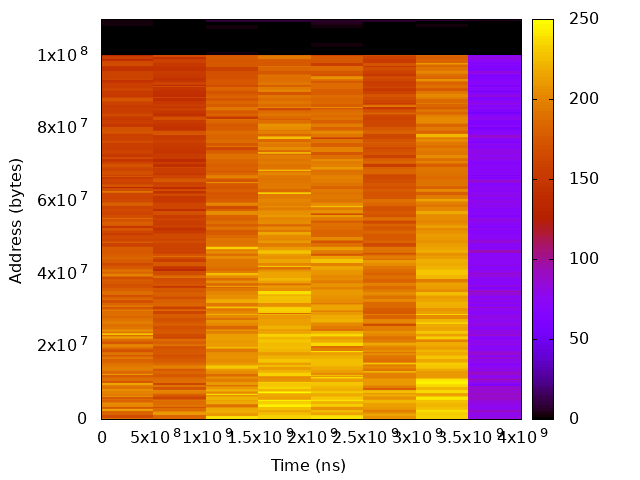 250
1x10^8
200
8x10^7
150
6x10^7
Address (bytes)
100
4x10^7
50
2x10^7
0
0
0 5x10^8 1x10^9 1.5x10^9 2x10^9 2.5x10^9 3x10^9 3.5x10^9 4x10^9
Time (ns)